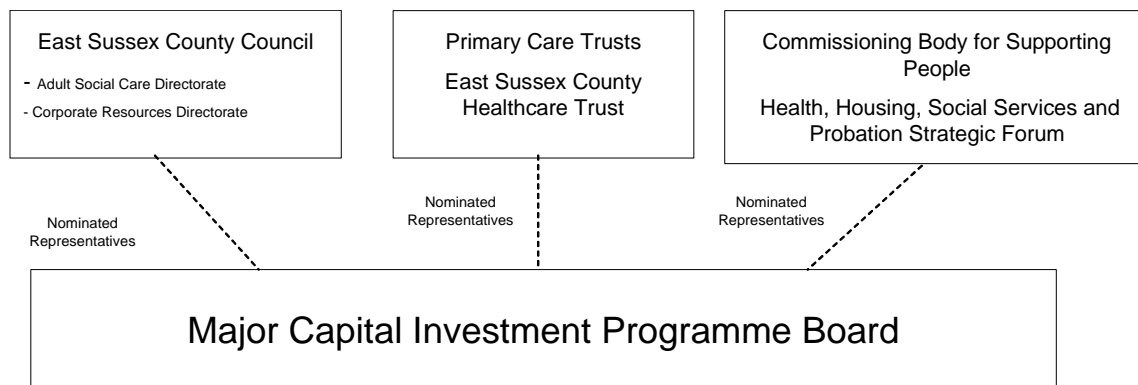 East Sussex County Council
- Adult Social Care Directorate
- Corporate Resources Directorate
Primary Care Trusts
East Sussex County
Healthcare Trust
Commissioning Body for Supporting
People
Health, Housing, Social Services and
Probation Strategic Forum
Nominated
Representatives
Nominated
Representatives
Nominated
Representatives
Major Capital Investment Programme Board